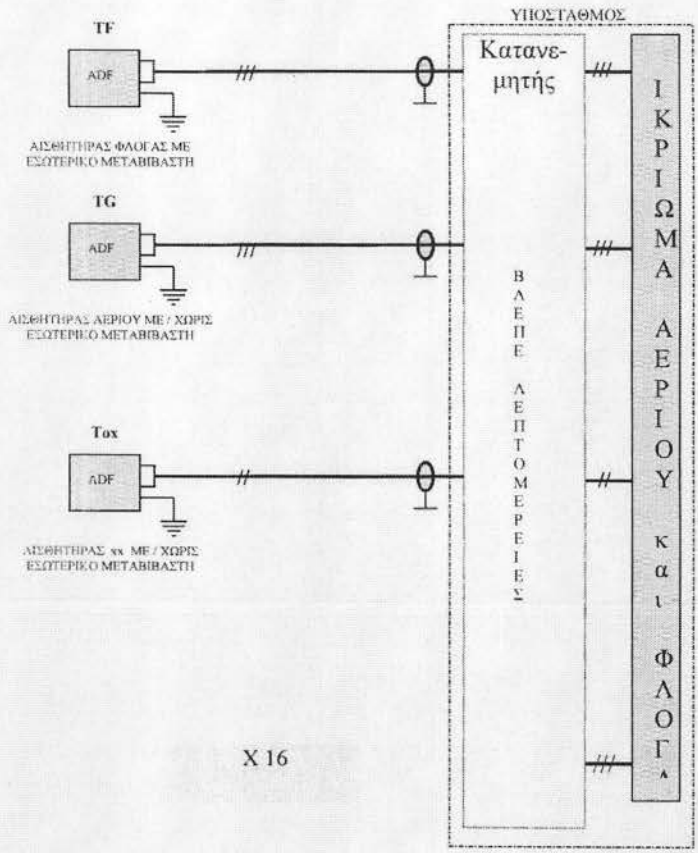 ΥΠΟΣΤΑΘΜΟΣ
TF
ADF
ΑΙΣΘΗΤΗΡΑΣ ΦΛΟΓΑΣ ΜΕ
ΕΣΩΤΕΡΙΚΟ ΜΕΤΑΒΙΒΑΣΤΗ
TG
ADF
ΑΙΣΘΗΤΗΡΑΣ ΑΕΡΙΟΥ ΜΕ / ΧΩΡΙΣ
ΕΣΩΤΕΡΙΚΟ ΜΕΤΑΒΙΒΑΣΤΗ
Tox
ADF
ΑΙΣΘΗΤΗΡΑΣ xx ΜΕ / ΧΩΡΙΣ
ΕΣΩΤΕΡΙΚΟ ΜΕΤΑΒΙΒΑΣΤΗ
X 16
Κατανε-
μητής
ΒΛΕΠΕ ΛΕΠΤΟΜΕΡΕΙΕΣ
ΙΚΡΙΩΜΑ ΑΕΡΙΟΥ και ΦΛΟΓΑ